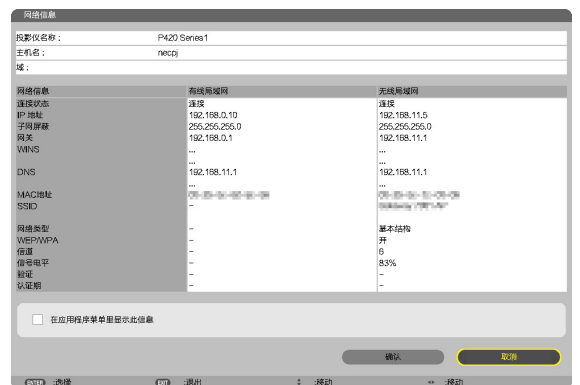 网络信息
投影仪名称： P420 Series1
主机名： necpj
域：
网络信息 有线局域网 无线局域网
连接状态 连接 连接
IP 地址 192.168.0.10 192.168.11.5
子网屏蔽 255.255.255.0 255.255.255.0
网关 192.168.0.1 192.168.11.1
WINS ... ...
... ...
DNS 192.168.11.1 192.168.11.1
... ...
MAC地址
SSID –
网络类型 – 基本结构
WEP/WPA – 开
信道 – 6
信号电平 – 83%
验证 – –
认证期 – –
在应用程序菜单里显示此信息
确认 取消
ENTER :选择 EXIT :退出 :移动 :移动